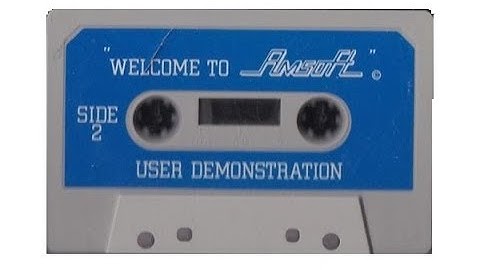 "WELCOME TO Amsoft" ©
SIDE
2
USER DEMONSTRATION